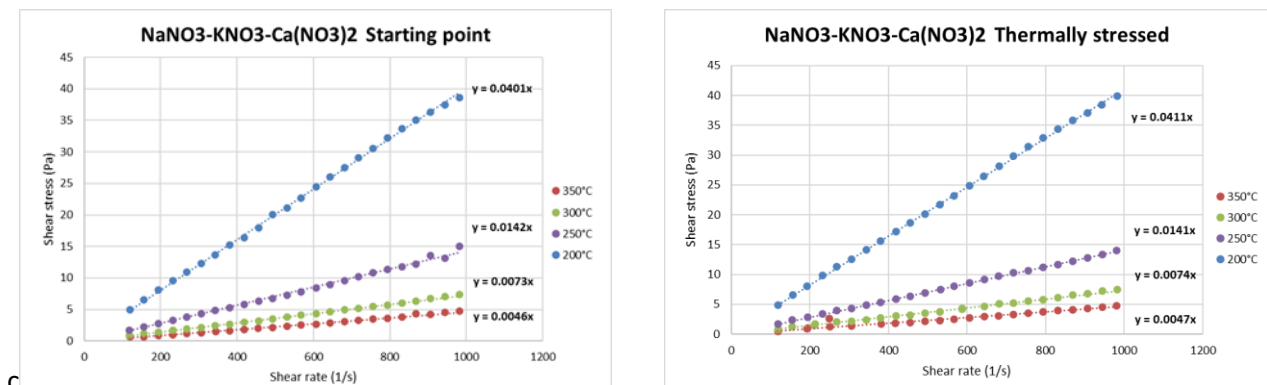 NaNO3-KNO3-Ca(NO3)2 Starting point
45
40
35
30
25
20
15
10
5
0
Shear stress (Pa)
0 200 400 600 800 1000 1200
Shear rate (1/s)
y = 0.0401x
y = 0.0142x
y = 0.0073x
y = 0.0046x
350°C
300°C
250°C
200°C
NaNO3-KNO3-Ca(NO3)2 Thermally stressed
45
40
35
30
25
20
15
10
5
0
Shear stress (Pa)
0 200 400 600 800 1000 1200
Shear rate (1/s)
y = 0.0411x
y = 0.0141x
y = 0.0074x
y = 0.0047x
350°C
300°C
250°C
200°C